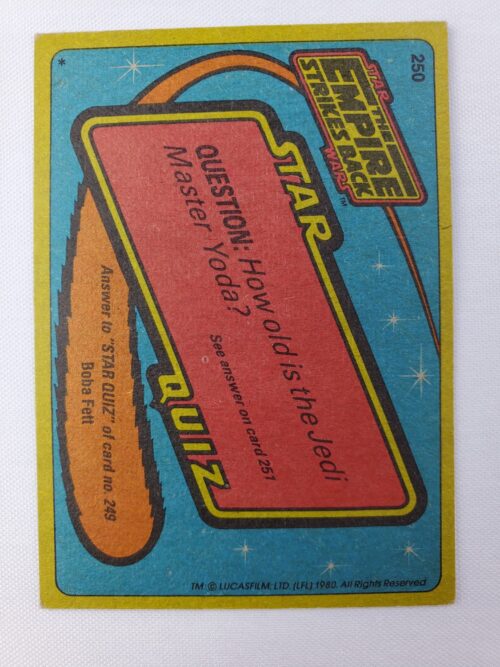 250
STAR
THE
EMPIRE
STRIKES BACK
WARS™
STAR
QUESTION: How old is the Jedi
Master Yoda?
See answer on card 251
QUIZ
Answer to "STAR QUIZ" of card no. 249
Boba Fett
*
TM © LUCASFILM, LTD. (LFL) 1980. All Rights Reserved